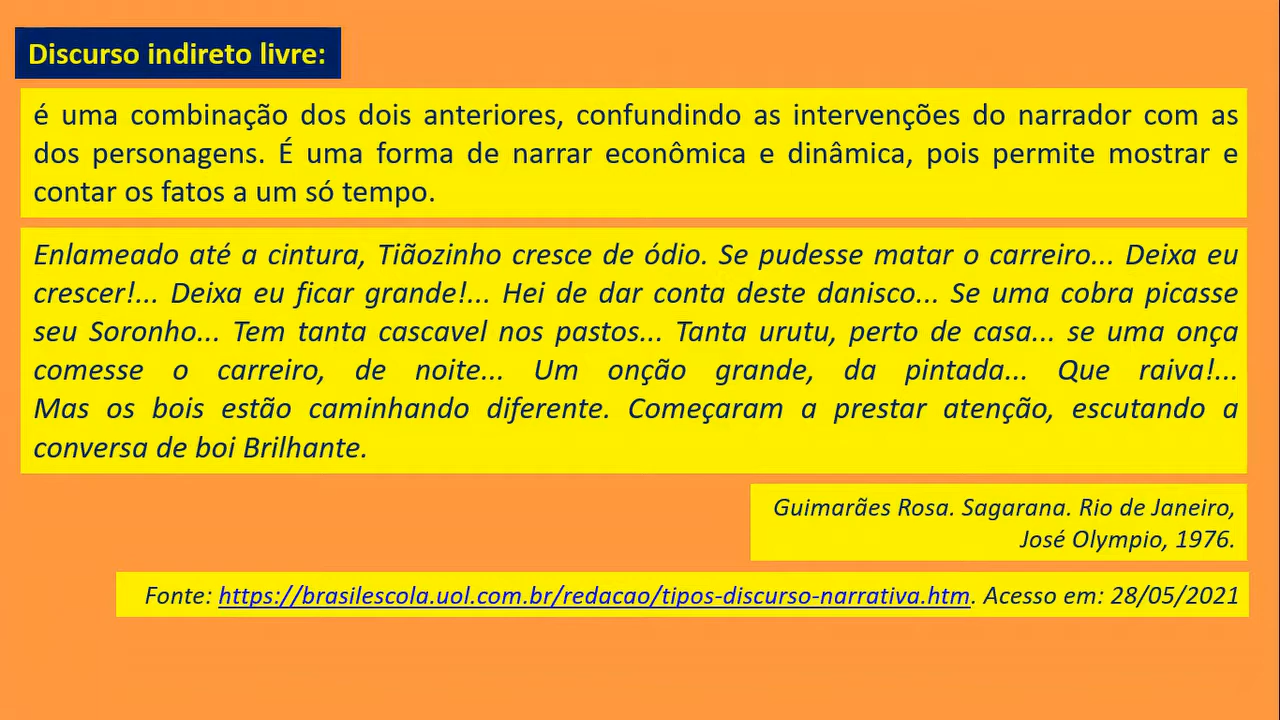 Discurso indireto livre:
é uma combinação dos dois anteriores, confundindo as intervenções do narrador com as
dos personagens. É uma forma de narrar econômica e dinâmica, pois permite mostrar e
contar os fatos a um só tempo.
Enlameado até a cintura, Tiãozinho cresce de ódio. Se pudesse matar o carreiro... Deixa eu
crescer!... Deixa eu ficar grande!... Hei de dar conta deste danisco... Se uma cobra picasse
seu Soronho... Tem tanta cascavel nos pastos... Tanta urutu, perto de casa... se uma onça
comesse o carreiro, de noite... Um onção grande, da pintada... Que raiva!...
Mas os bois estão caminhando diferente. Começaram a prestar atenção, escutando a
conversa de boi Brilhante.
Guimarães Rosa. Sagarana. Rio de Janeiro,
José Olympio, 1976.
Fonte: https://brasilescola.uol.com.br/redacao/tipos-discurso-narrativa.htm. Acesso em: 28/05/2021